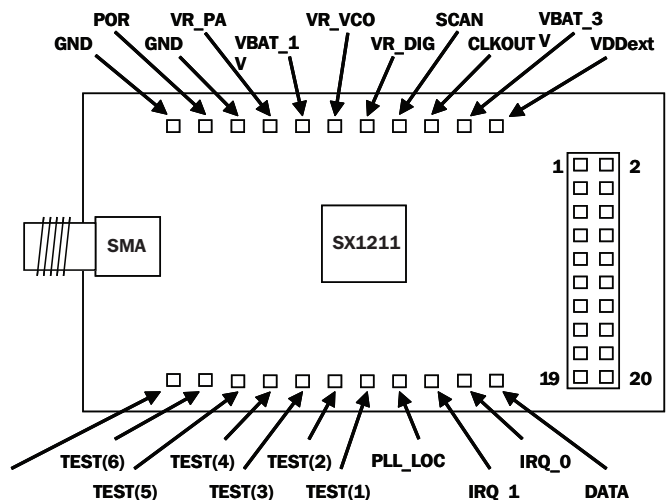 POR VR_PA VR_VCO SCAN VBAT_3
V
GND GND VBAT_1
V
VR_DIG CLKOUT VDDext
1 2
SMA
SX1211
19 20
TEST(6) TEST(4) TEST(2) PLL_LOC IRQ_0
TEST(5) TEST(3) TEST(1) IRQ_1 DATA